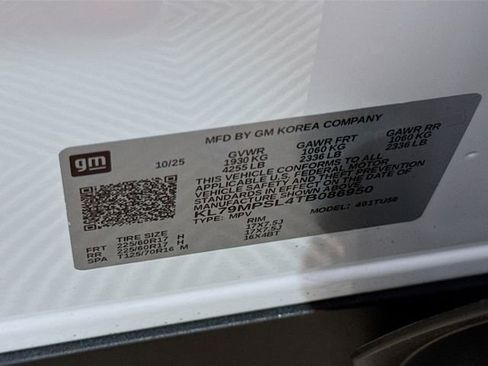 MFD BY GM KOREA COMPANY
gm
10/25
GVWR GAWR FRT GAWR RR
1930 KG 1060 KG 1060 KG
4255 LB 2336 LB 2336 LB
THIS VEHICLE CONFORMS TO ALL
APPLICABLE U.S. FEDERAL MOTOR
VEHICLE SAFETY AND THEFT PREVENTION
STANDARDS IN EFFECT ON THE DATE OF
MANUFACTURE SHOWN ABOVE.
KL79MPSL4TB086950
TYPE: MPV MODEL:
TIRE SIZE RIM
FRT 225/60R17 H 17X7.5J
RR 225/60R17 H 17X7.5J
SPA T125/70R16 M 16X4BT